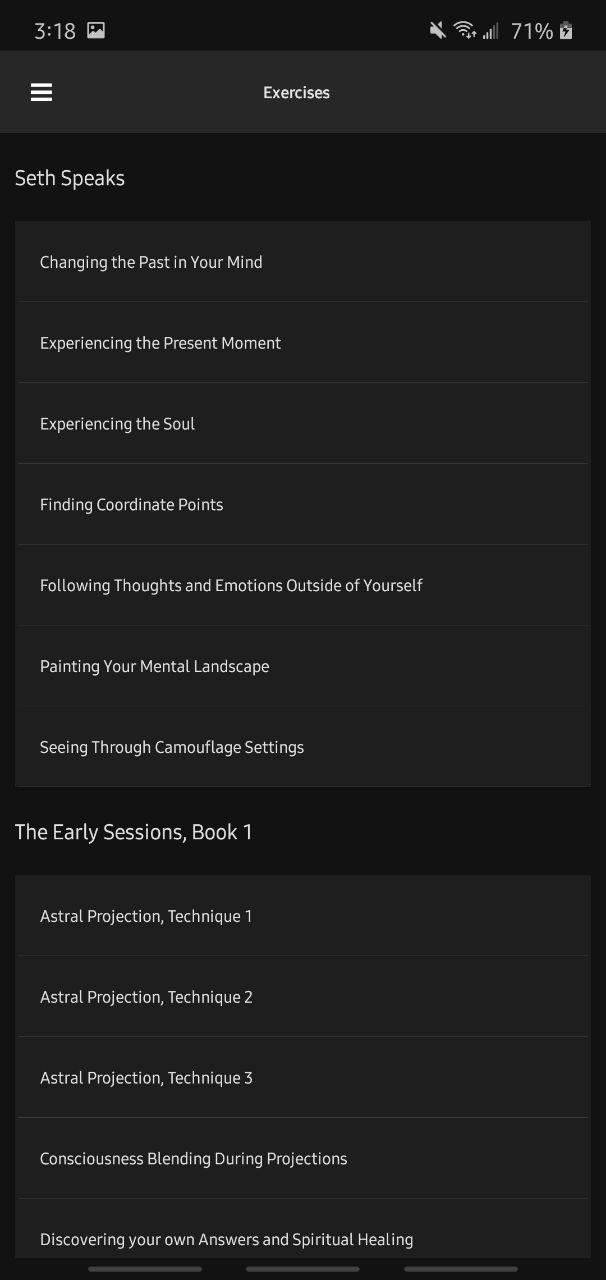 3:18
71%
Exercises
Seth Speaks
Changing the Past in Your Mind
Experiencing the Present Moment
Experiencing the Soul
Finding Coordinate Points
Following Thoughts and Emotions Outside of Yourself
Painting Your Mental Landscape
Seeing Through Camouflage Settings
The Early Sessions, Book 1
Astral Projection, Technique 1
Astral Projection, Technique 2
Astral Projection, Technique 3
Consciousness Blending During Projections
Discovering your own Answers and Spiritual Healing